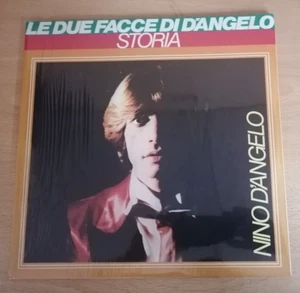 LE DUE FACCE DI D'ANGELO
STORIA
NINO D'ANGELO